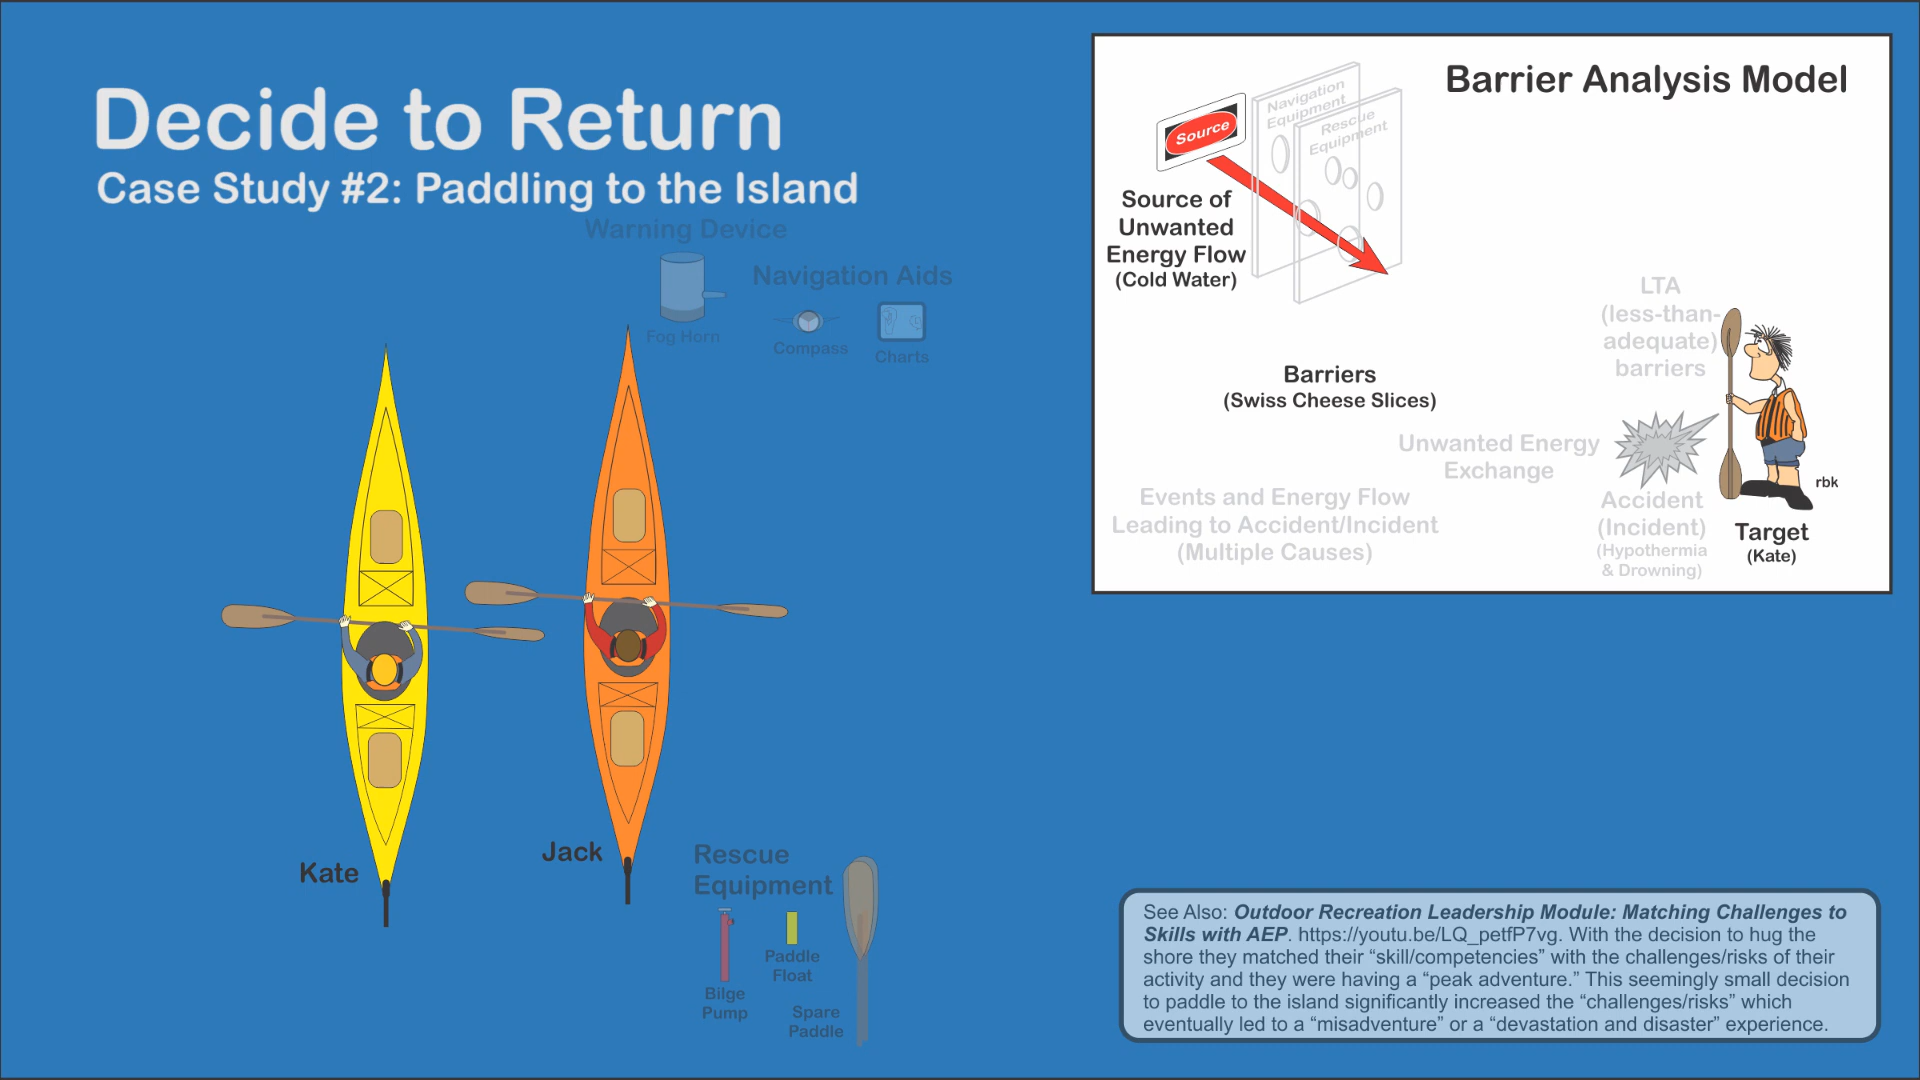 Decide to Return
Case Study #2: Paddling to the Island
Warning Device
Fog Horn
Navigation Aids
Compass
Charts
Kate
Jack
Rescue
Equipment
Bilge
Pump
Paddle
Float
Spare
Paddle
Barrier Analysis Model
Source
Navigation
Equipment
Rescue
Equipment
Source of
Unwanted
Energy Flow
(Cold Water)
Barriers
(Swiss Cheese Slices)
LTA
(less-than-
adequate)
barriers
Unwanted Energy
Exchange
Events and Energy Flow
Leading to Accident/Incident
(Multiple Causes)
Accident
(Incident)
(Hypothermia
& Drowning)
Target
(Kate)
rbk
See Also: Outdoor Recreation Leadership Module: Matching Challenges to
Skills with AEP. https://youtu.be/LQ_petfP7vg. With the decision to hug the
shore they matched their “skill/competencies” with the challenges/risks of their
activity and they were having a “peak adventure.” This seemingly small decision
to paddle to the island significantly increased the “challenges/risks” which
eventually led to a “misadventure” or a “devastation and disaster” experience.